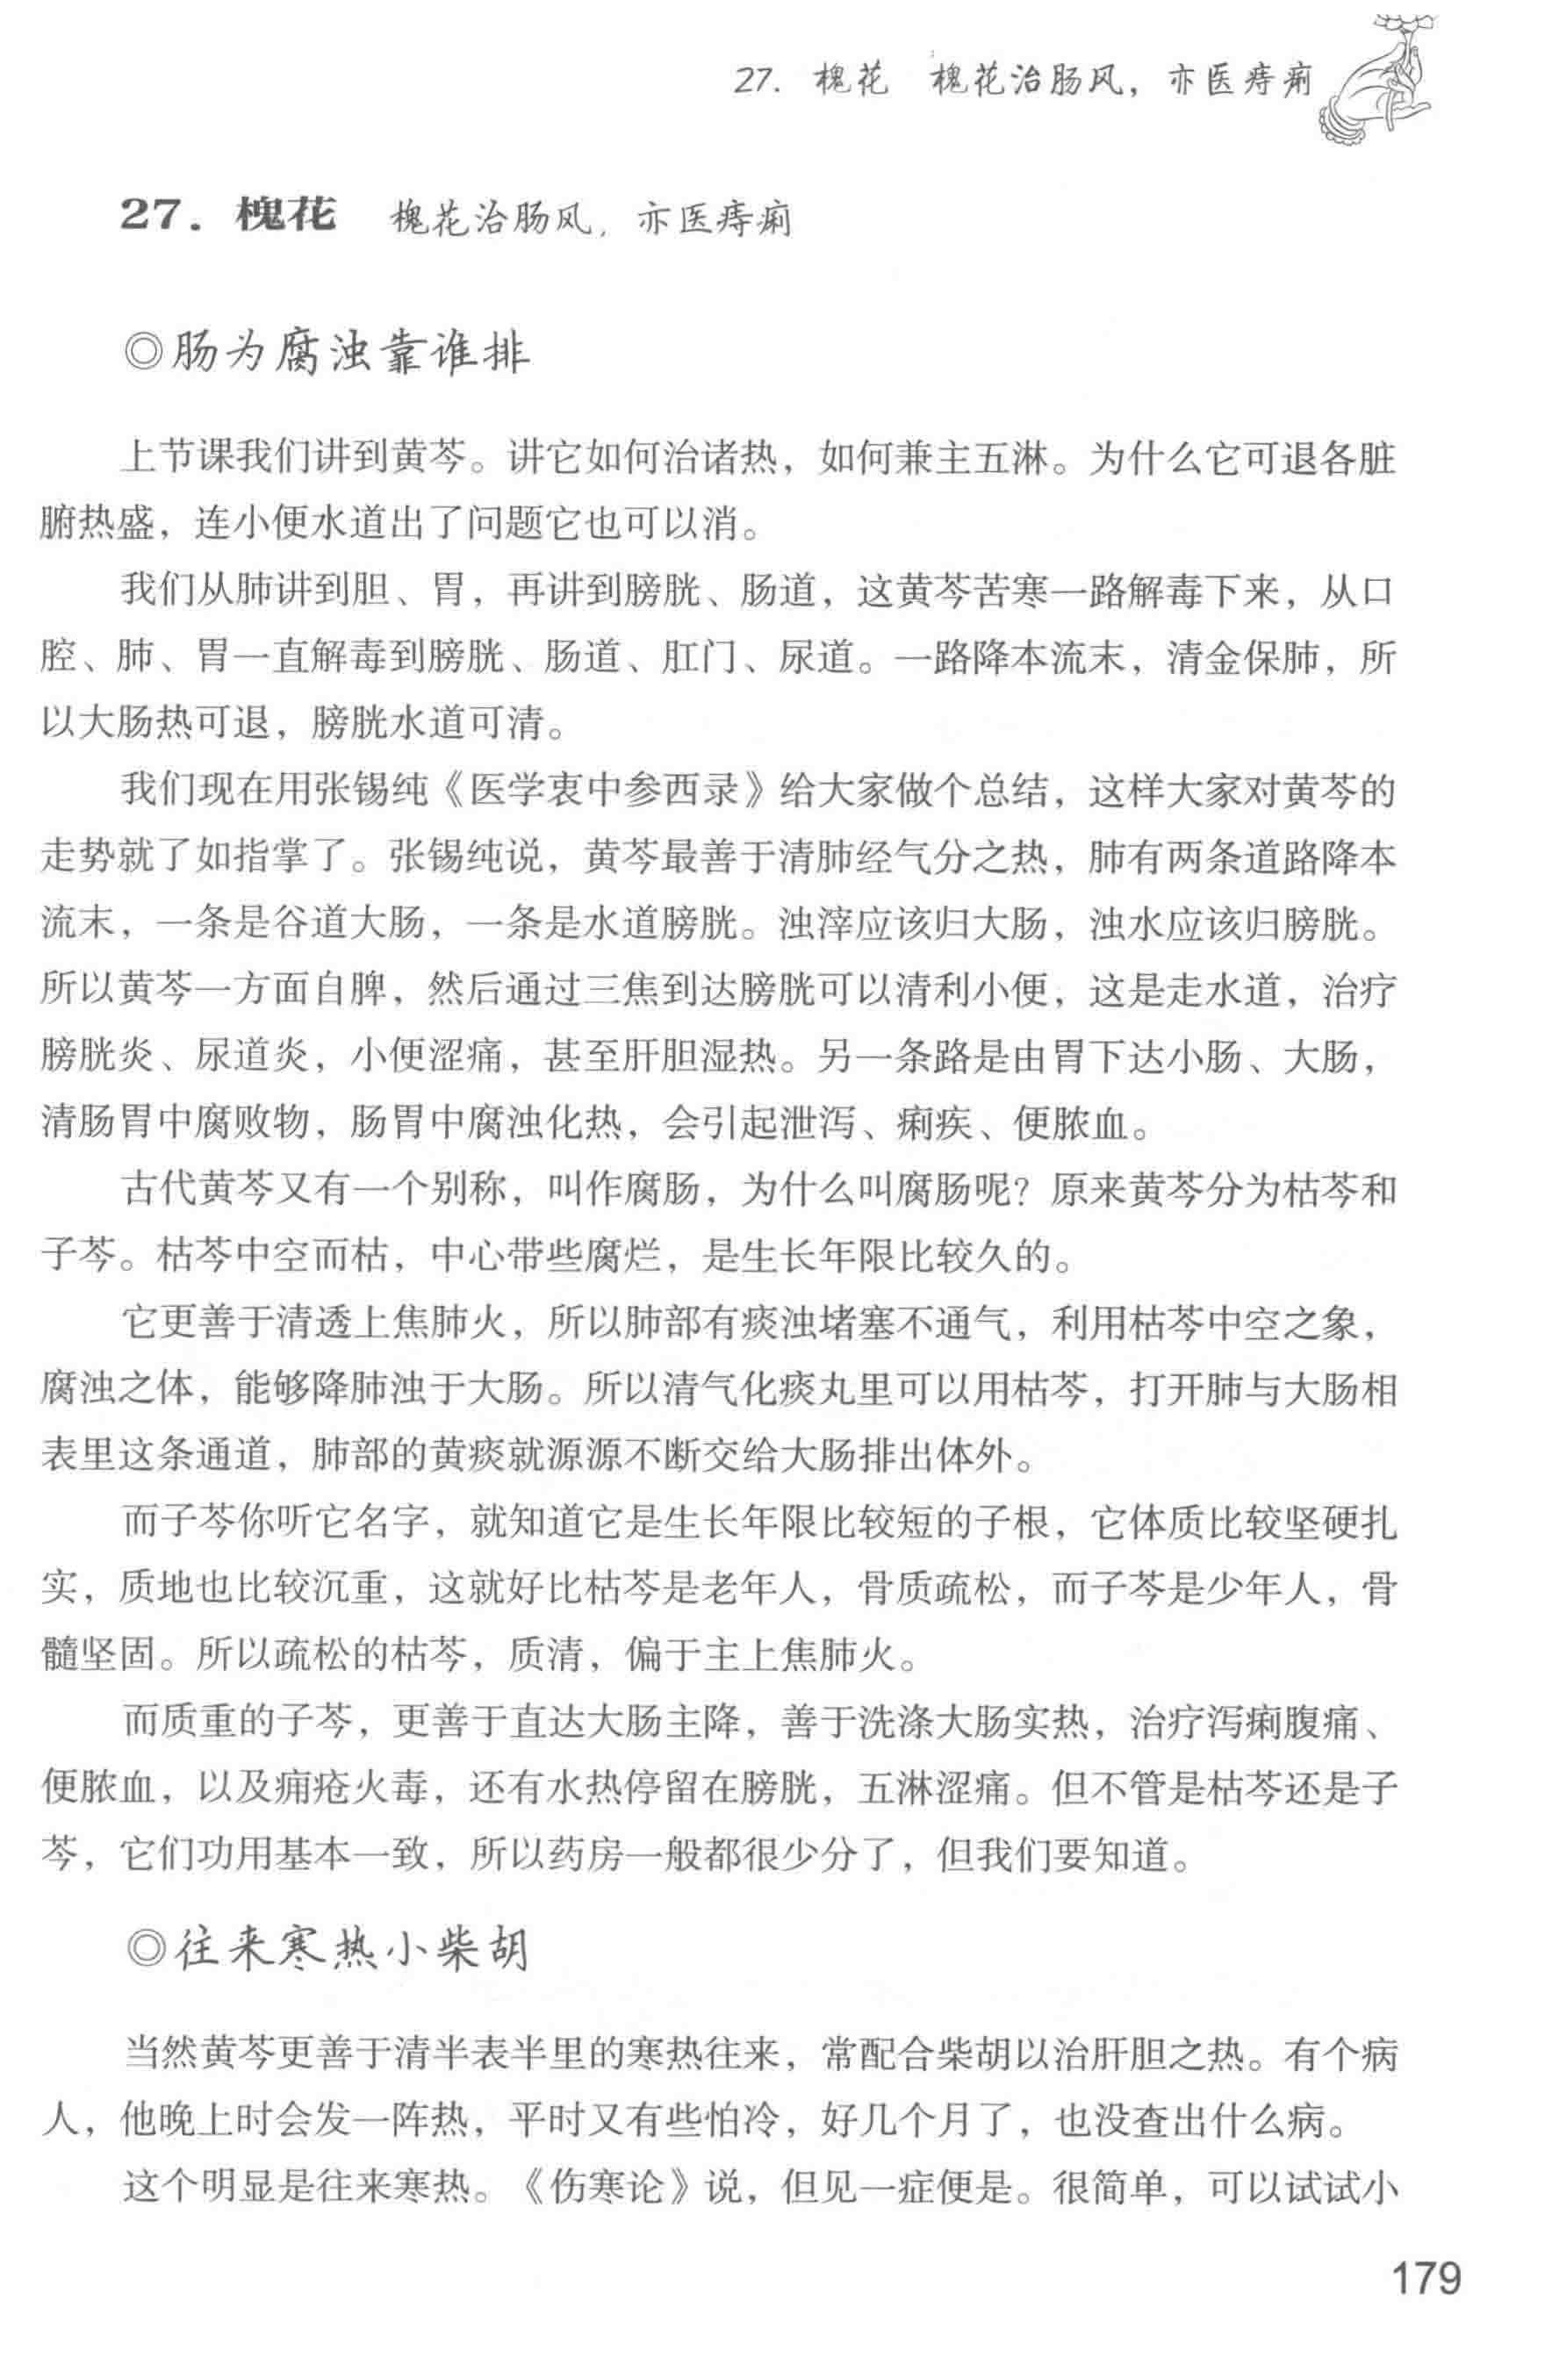 27. 槐花 槐花治肠风，亦医痔痢
27. 槐花 槐花治肠风，亦医痔痢
◎肠为腐浊靠谁排
上节课我们讲到黄芩。讲它如何治诸热，如何兼主五淋。为什么它可退各脏
腑热盛，连小便水道出了问题它也可以消。
我们从肺讲到胆、胃，再讲到膀胱、肠道，这黄芩苦寒一路解毒下来，从口
腔、肺、胃一直解毒到膀胱、肠道、肛门、尿道。一路降本流末，清金保肺，所
以大肠热可退，膀胱水道可清。
我们现在用张锡纯《医学衷中参西录》给大家做个总结，这样大家对黄芩的
走势就了如指掌了。张锡纯说，黄芩最善于清肺经气分之热，肺有两条道路降本
流末，一条是谷道大肠，一条是水道膀胱。浊滓应该归大肠，浊水应该归膀胱。
所以黄芩一方面自脾，然后通过三焦到达膀胱可以清利小便，这是走水道，治疗
膀胱炎、尿道炎，小便涩痛，甚至肝胆湿热。另一条路是由胃下达小肠、大肠，
清肠胃中腐败物，肠胃中腐浊化热，会引起泄泻、痢疾、便脓血。
古代黄芩又有一个别称，叫作腐肠，为什么叫腐肠呢？原来黄芩分为枯芩和
子芩。枯芩中空而枯，中心带些腐烂，是生长年限比较久的。
它更善于清透上焦肺火，所以肺部有痰浊堵塞不通气，利用枯芩中空之象，
腐浊之体，能够降肺浊于大肠。所以清气化痰丸里可以用枯芩，打开肺与大肠相
表里这条通道，肺部的黄痰就源源不断交给大肠排出体外。
而子芩你听它名字，就知道它是生长年限比较短的子根，它体质比较坚硬扎
实，质地也比较沉重，这就好比枯芩是老年人，骨质疏松，而子芩是少年人，骨
髓坚固。所以疏松的枯芩，质清，偏于主上焦肺火。
而质重的子芩，更善于直达大肠主降，善于洗涤大肠实热，治疗泻痢腹痛、
便脓血，以及痈疮火毒，还有水热停留在膀胱，五淋涩痛。但不管是枯芩还是子
芩，它们功用基本一致，所以药房一般都很少分了，但我们要知道。
◎往来寒热小柴胡
当然黄芩更善于清半表半里的寒热往来，常配合柴胡以治肝胆之热。有个病
人，他晚上时会发一阵热，平时又有些怕冷，好几个月了，也没查出什么病。
这个明显是往来寒热。《伤寒论》说，但见一症便是。很简单，可以试试小
179